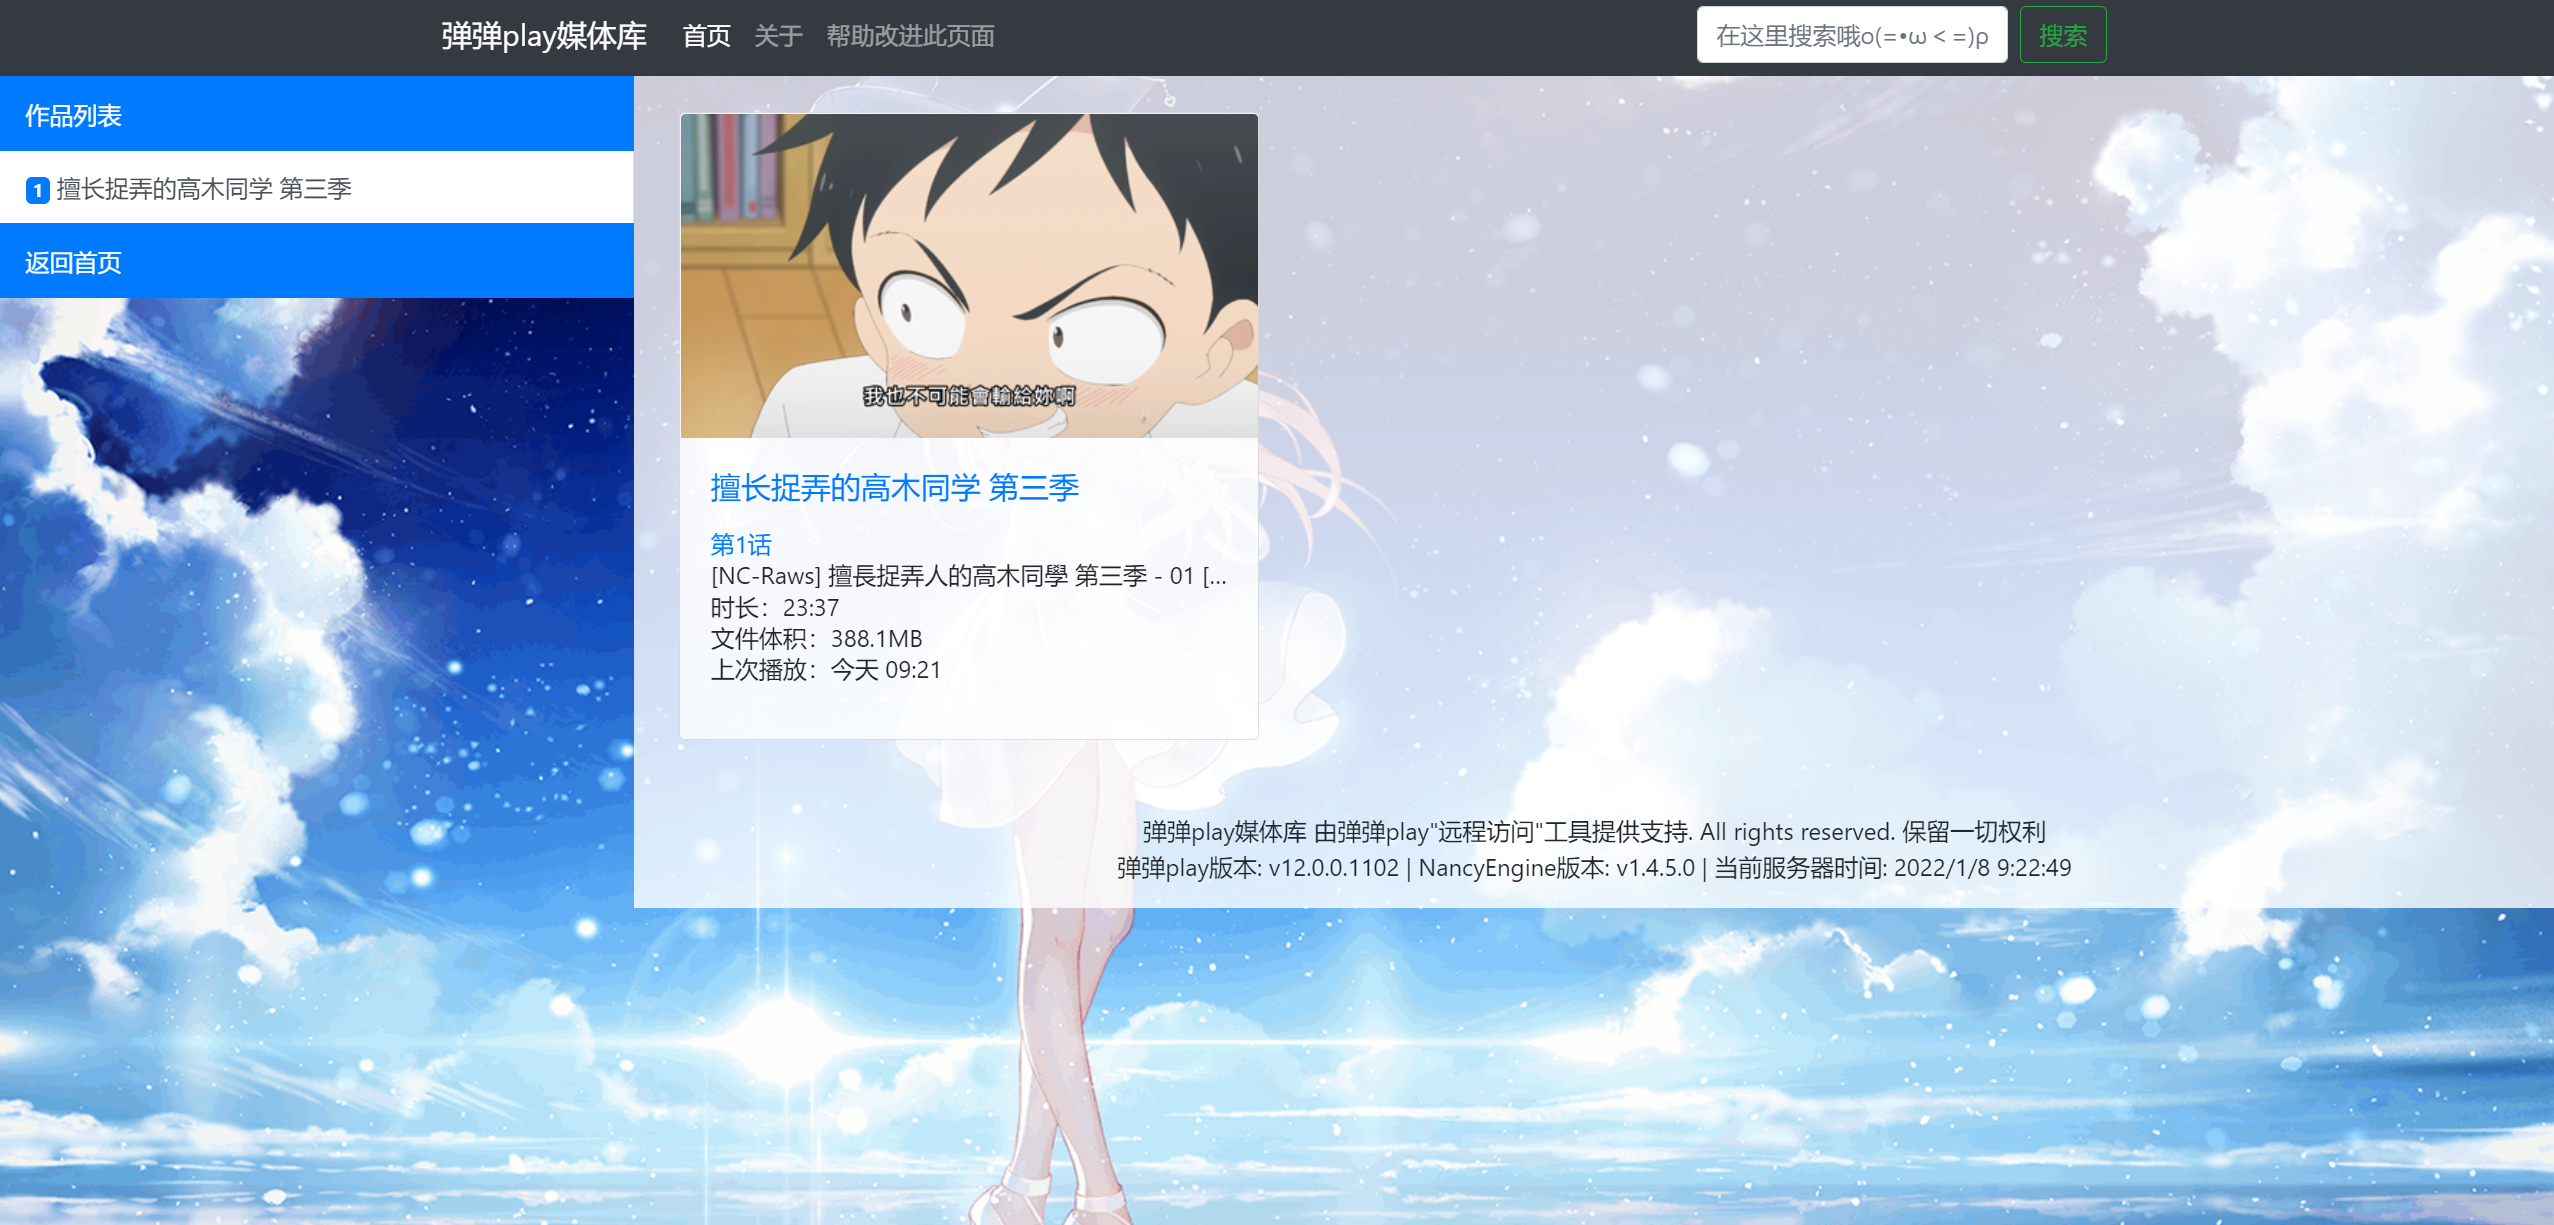 弹弹play媒体库 首页 关于 帮助改进此页面 在这里搜索哦o(=•ω＜=)ρ 搜索
作品列表
1 擅长捉弄的高木同学 第三季
返回首页
我也不可能會輸給妳啊
擅长捉弄的高木同学 第三季
第1话
[NC-Raws] 擅長捉弄人的高木同學 第三季 - 01 [...
时长：23:37
文件体积：388.1MB
上次播放：今天 09:21
弹弹play媒体库 由弹弹play"远程访问"工具提供支持. All rights reserved. 保留一切权利
弹弹play版本: v12.0.0.1102 | NancyEngine版本: v1.4.5.0 | 当前服务器时间: 2022/1/8 9:22:49